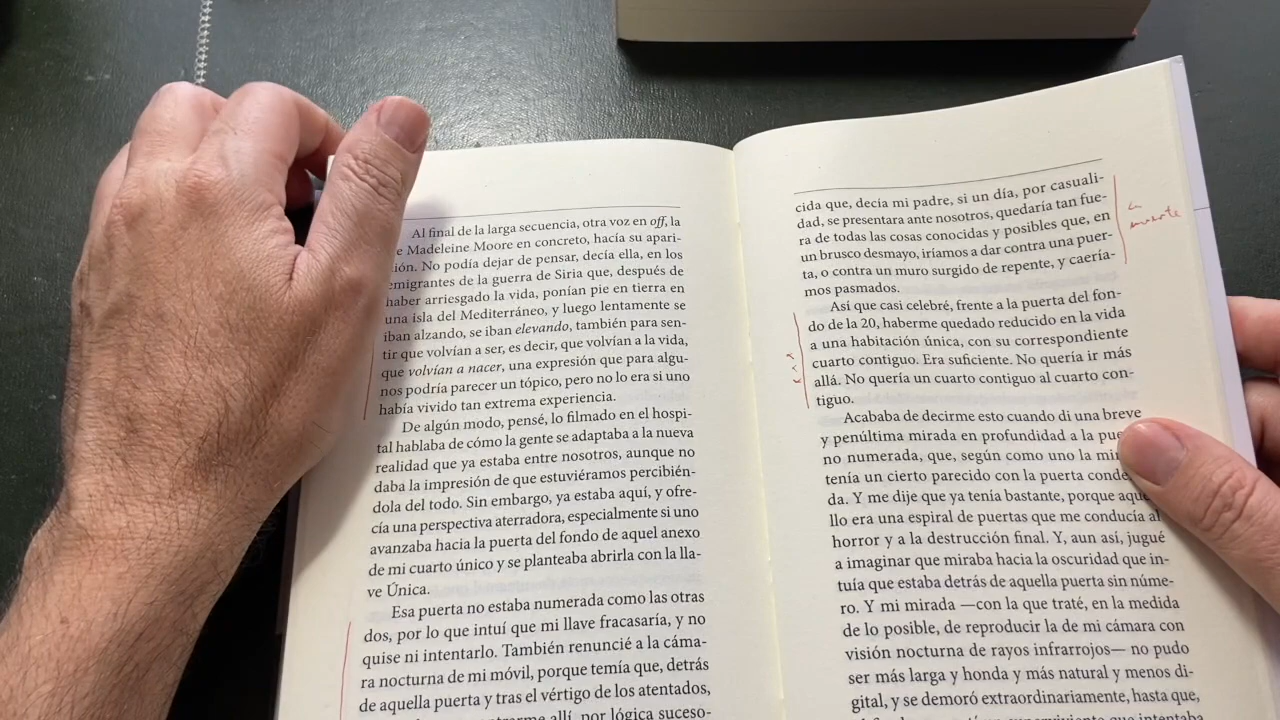 Al final de la larga secuencia, otra voz en off, la
e Madeleine Moore en concreto, hacía su apari-
ión. No podía dejar de pensar, decía ella, en los
emigrantes de la guerra de Siria que, después de
haber arriesgado la vida, ponían pie en tierra en
una isla del Mediterráneo, y luego lentamente se
iban alzando, se iban elevando, también para sen-
tir que volvían a ser, es decir, que volvían a la vida,
que volvían a nacer, una expresión que para algu-
nos podría parecer un tópico, pero no lo era si uno
había vivido tan extrema experiencia.
De algún modo, pensé, lo filmado en el hospi-
tal hablaba de cómo la gente se adaptaba a la nueva
realidad que ya estaba entre nosotros, aunque no
daba la impresión de que estuviéramos percibién-
dola del todo. Sin embargo, ya estaba aquí, y ofre-
cía una perspectiva aterradora, especialmente si uno
avanzaba hacia la puerta del fondo de aquel anexo
de mi cuarto único y se planteaba abrirla con la lla-
ve Única.
Esa puerta no estaba numerada como las otras
dos, por lo que intuí que mi llave fracasaría, y no
quise ni intentarlo. También renuncié a la cáma-
ra nocturna de mi móvil, porque temía que, detrás
de aquella puerta y tras el vértigo de los atentados,
allí, por lógica suceso-
cida que, decía mi padre, si un día, por casuali-
dad, se presentara ante nosotros, quedaría tan fue-
ra de todas las cosas conocidas y posibles que, en
un brusco desmayo, iríamos a dar contra una puer-
ta, o contra un muro surgido de repente, y caería-
mos pasmados.
La
muerte
Así que casi celebré, frente a la puerta del fon-
do de la 20, haberme quedado reducido en la vida
a una habitación única, con su correspondiente
cuarto contiguo. Era suficiente. No quería ir más
allá. No quería un cuarto contiguo al cuarto con-
tiguo.
Acababa de decirme esto cuando di una breve
y penúltima mirada en profundidad a la pue
no numerada, que, según como uno la mi
tenía un cierto parecido con la puerta conde
da. Y me dije que ya tenía bastante, porque aque
llo era una espiral de puertas que me conducía al
horror y a la destrucción final. Y, aun así, jugué
a imaginar que miraba hacia la oscuridad que in-
tuía que estaba detrás de aquella puerta sin núme-
ro. Y mi mirada —con la que traté, en la medida
de lo posible, de reproducir la de mi cámara con
visión nocturna de rayos infrarrojos— no pudo
ser más larga y honda y más natural y menos di-
gital, y se demoró extraordinariamente, hasta que,
superviviente que intentaba